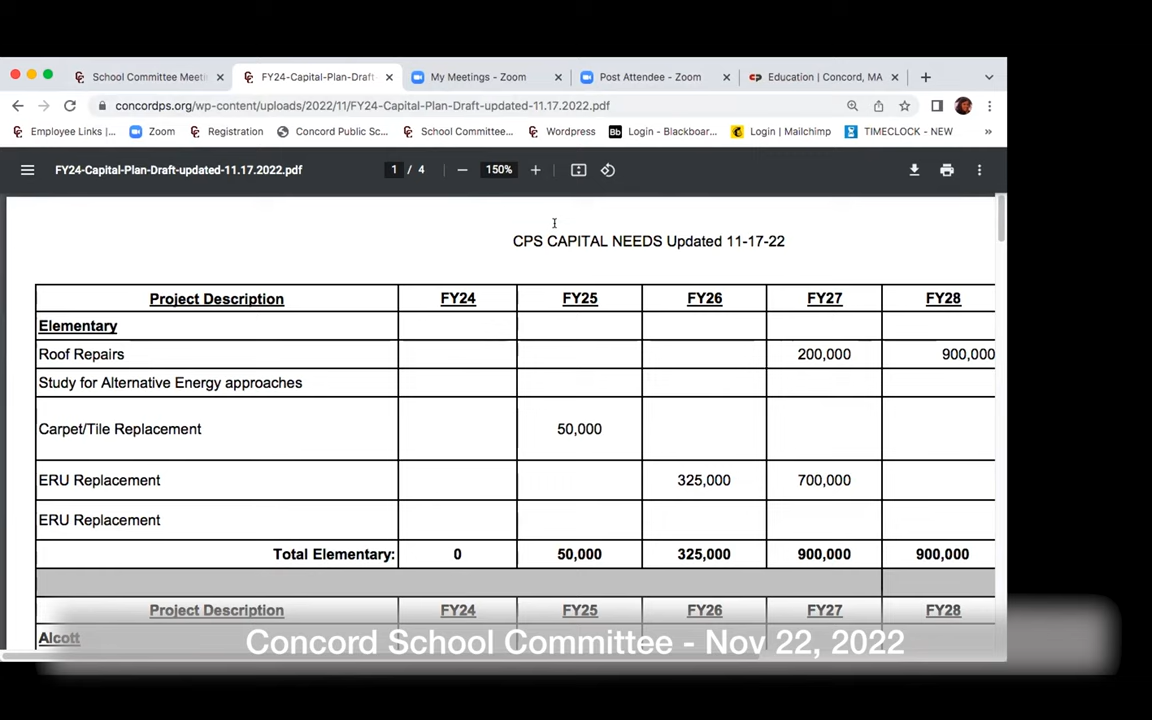 School Committee Meeti
FY24-Capital-Plan-Draft-
My Meetings - Zoom
Post Attendee - Zoom
Education | Concord, MA
concordps.org/wp-content/uploads/2022/11/FY24-Capital-Plan-Draft-updated-11.17.2022.pdf
Employee Links |... Zoom Registration Concord Public Sc... School Committee... Wordpress Bb Login - Blackboar... Login | Mailchimp TIMECLOCK - NEW »
FY24-Capital-Plan-Draft-updated-11.17.2022.pdf 1 / 4 — 150% +
CPS CAPITAL NEEDS Updated 11-17-22
Project Description FY24 FY25 FY26 FY27 FY28
Elementary
Roof Repairs 200,000 900,000
Study for Alternative Energy approaches
Carpet/Tile Replacement 50,000
ERU Replacement 325,000 700,000
ERU Replacement
Total Elementary: 0 50,000 325,000 900,000 900,000
Project Description FY24 FY25 FY26 FY27 FY28
Alcott
Concord School Committee - Nov 22, 2022